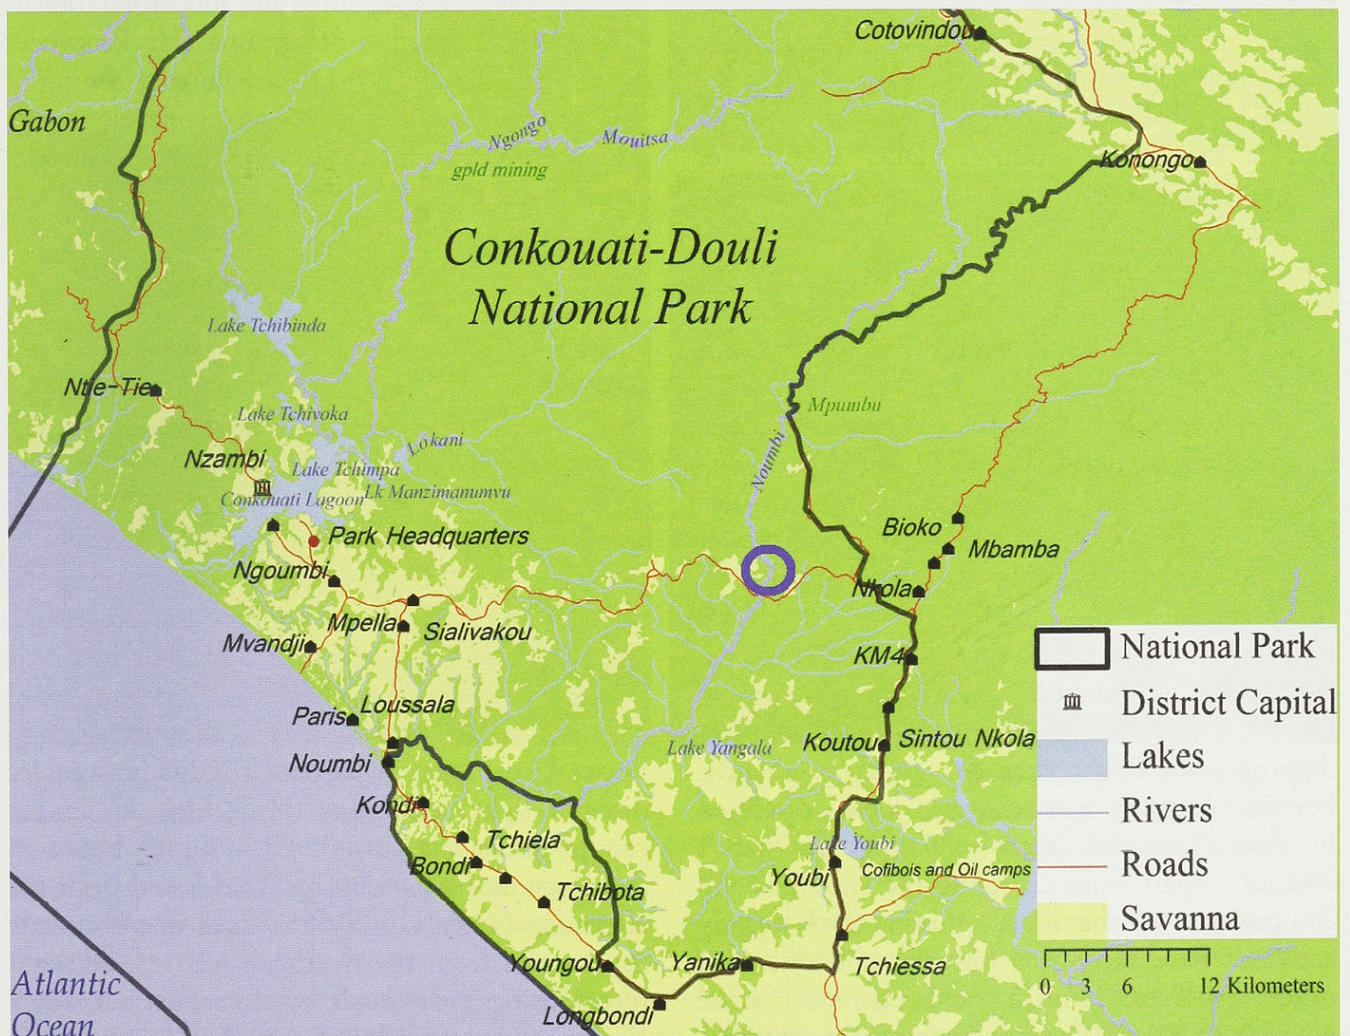 Cotovindou
Gabon
Ngongo
Mouitsa
Konongo
gpld mining
Conkouati-Douli
National Park
Lake Tchibinda
Ntie-Tie
Mpumbu
Lake Tchivoka
Lokani
Noumbi
Nzambi
Lake Tchimpa
Conkouati Lagoon
Lk Manzimanumvu
Park Headquarters
Bioko
Mbamba
Ngoumbi
Nkola
Mpella
Sialivakou
Mvandji
KM4
National Park
District Capital
Paris
Loussala
Lake Yangala
Koutou
Sintou Nkola
Noumbi
Lakes
Kondi
Rivers
Tchiela
Lake Youbi
Bondi
Youbi
Cofibois and Oil camps
Roads
Tchibota
Savanna
Youngou
Yanika
Tchiessa
Atlantic
Ocean
0 3 6 12 Kilometers
Longbondi